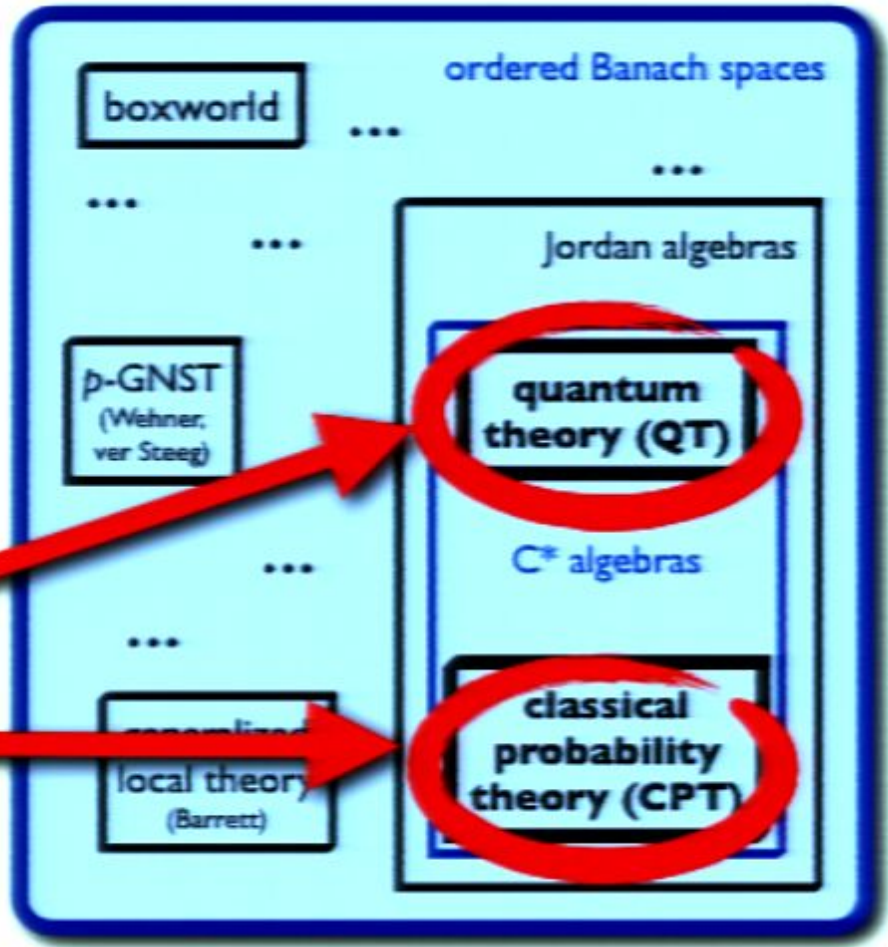 ordered Banach spaces
boxworld
...
...
...
...
Jordan algebras
p-GNST
(Wehner,
ver Steeg)
quantum
theory (QT)
C* algebras
...
...
generalized
local theory
(Barrett)
classical
probability
theory (CPT)